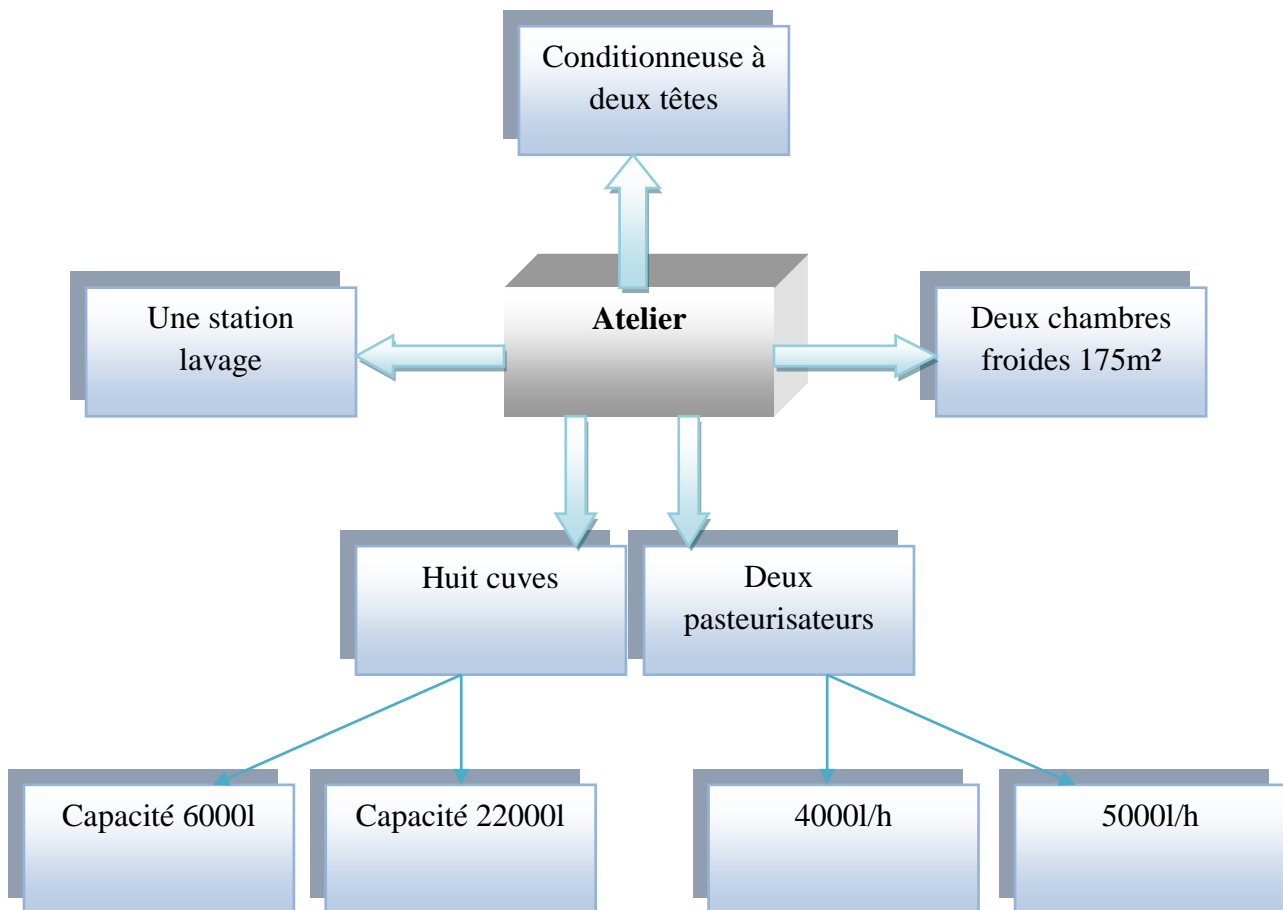 Conditionneuse à
deux têtes
Une station
lavage
Atelier
Deux chambres
froides 175m²
Huit cuves
Deux
pasteurisateurs
Capacité 6000l
Capacité 22000l
4000l/h
5000l/h